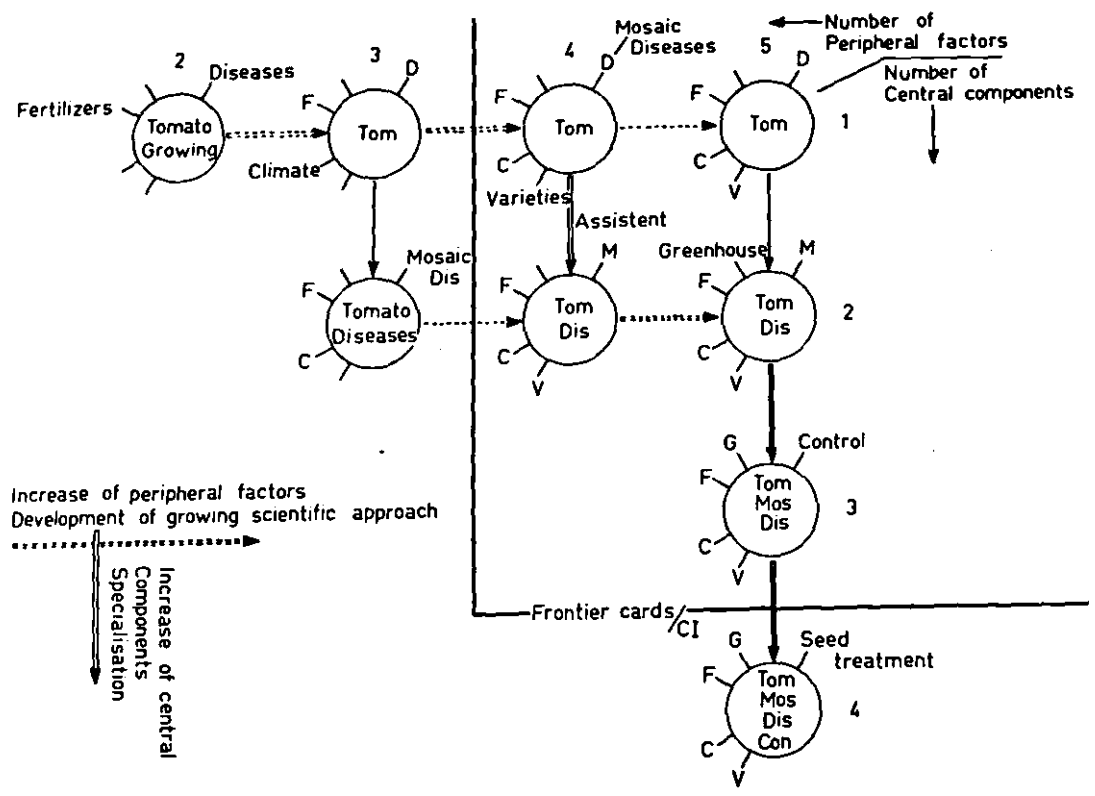 Number of
Peripheral factors
Number of
Central components
2
3
4
5
Diseases
D
Mosaic
Diseases
D
D
Fertilizers
F
F
F
Tomato
Growing
Tom
Tom
Tom
1
Climate
C
C
Varieties
V
Assistent
Mosaic
Dis
M
Greenhouse
M
F
F
F
Tomato
Diseases
Tom
Dis
Tom
Dis
2
C
C
C
V
V
G
Control
F
Tom
Mos
Dis
3
C
V
Increase of peripheral factors
Development of growing scientific approach
Increase of central
Components
Specialisation
Frontier cards/CI
G
Seed
treatment
F
Tom
Mos
Dis
Con
4
C
V